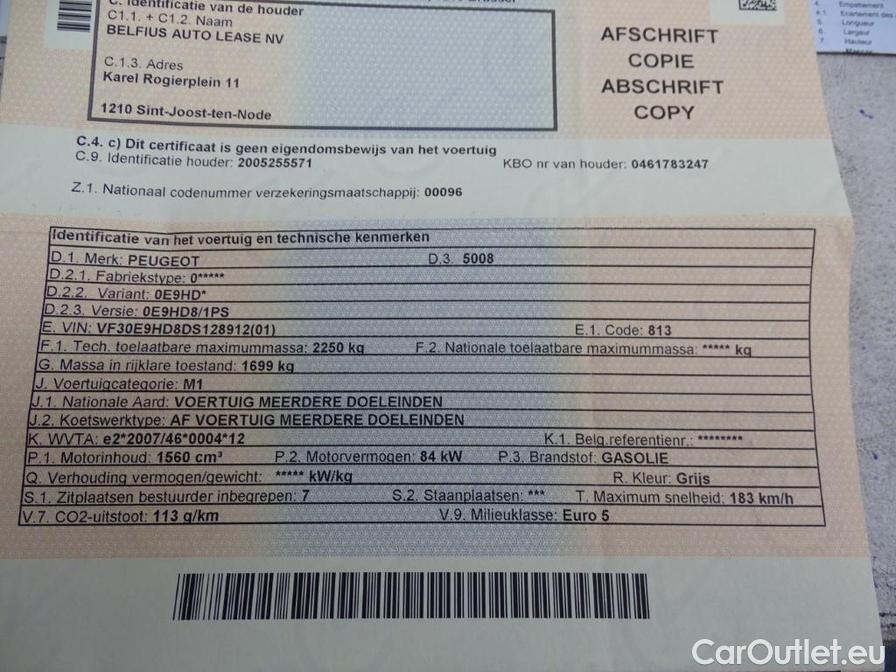 C. Identificatie van de houder
C1.1. + C1.2. Naam
BELFIUS AUTO LEASE NV
C.1.3. Adres
Karel Rogierplein 11
1210 Sint-Joost-ten-Node
AFSCHRIFT
COPIE
ABSCHRIFT
COPY
4. Empattement
5. Longueur
6. Largeur
7. Hauteur
C.4. c) Dit certificaat is geen eigendomsbewijs van het voertuig
C.9. Identificatie houder: 2005255571 KBO nr van houder: 0461783247
Z.1. Nationaal codenummer verzekeringsmaatschappij: 00096
Identificatie van het voertuig en technische kenmerken
D.1. Merk: PEUGEOT D.3. 5008
D.2.1. Fabriekstype: 0*****
D.2.2. Variant: 0E9HD*
D.2.3. Versie: 0E9HD8/1PS
E. VIN: VF30E9HD8DS128912(01) E.1. Code: 813
F.1. Tech. toelaatbare maximummassa: 2250 kg F.2. Nationale toelaatbare maximummassa: ***** kg
G. Massa in rijklare toestand: 1699 kg
J. Voertuigcategorie: M1
J.1. Nationale Aard: VOERTUIG MEERDERE DOELEINDEN
J.2. Koetswerktype: AF VOERTUIG MEERDERE DOELEINDEN
K. WVTA: e2*2007/46*0004*12 K.1. Belg.referentienr.: ********
P.1. Motorinhoud: 1560 cm³ P.2. Motorvermogen: 84 kW P.3. Brandstof: GASOLIE
Q. Verhouding vermogen/gewicht: ***** kW/kg R. Kleur: Grijs
S.1. Zitplaatsen bestuurder inbegrepen: 7 S.2. Staanplaatsen: *** T. Maximum snelheid: 183 km/h
V.7. CO2-uitstoot: 113 g/km V.9. Milieuklasse: Euro 5
CarOutlet.eu